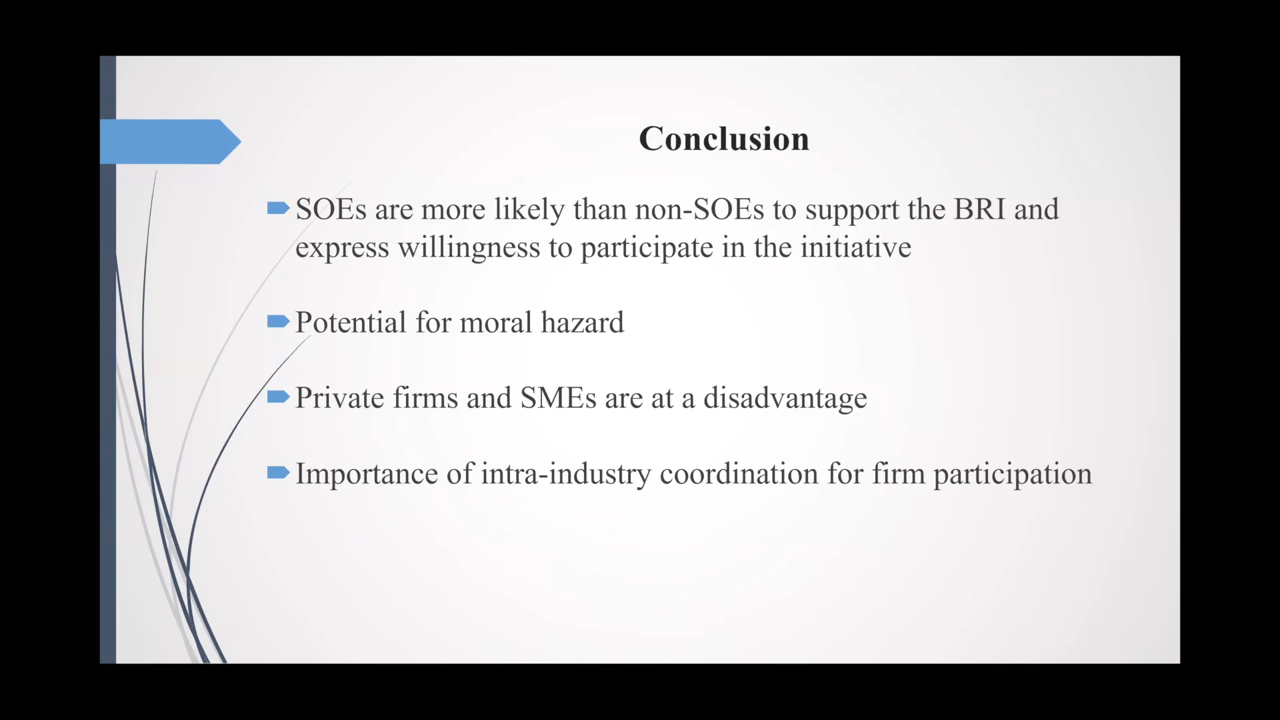 Conclusion
SOEs are more likely than non-SOEs to support the BRI and
express willingness to participate in the initiative
Potential for moral hazard
Private firms and SMEs are at a disadvantage
Importance of intra-industry coordination for firm participation